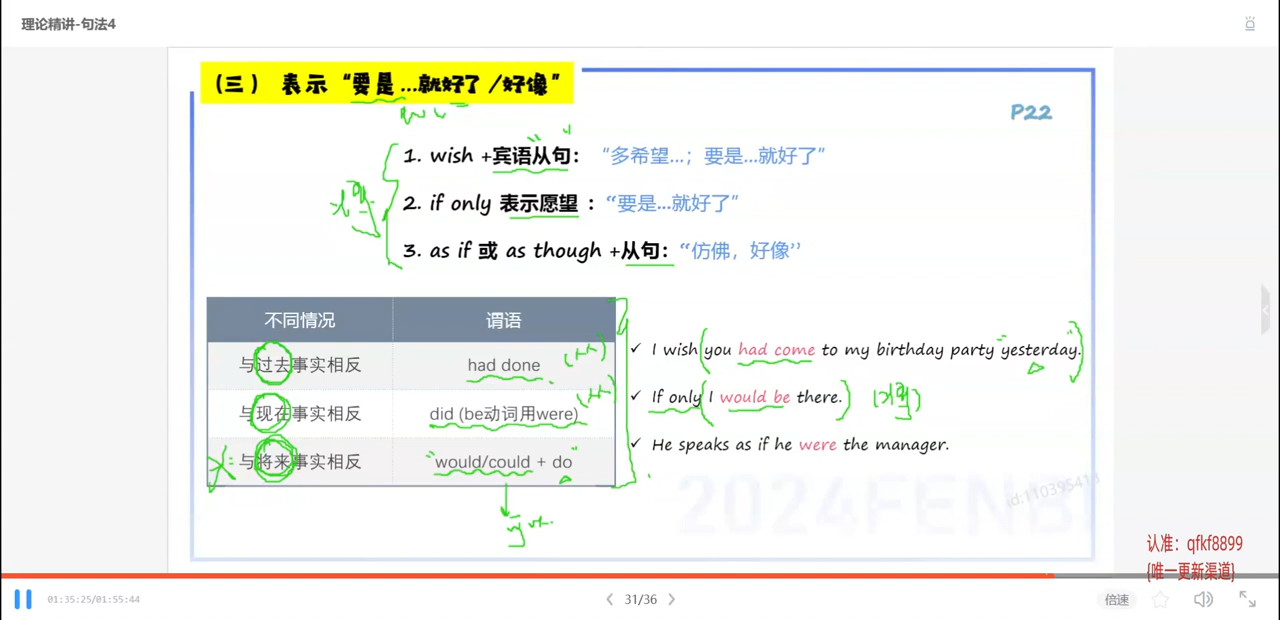 理论精讲-句法4
(三) 表示 “要是...就好了/好像”
P22
1. wish +宾语从句: “多希望...; 要是...就好了”
2. if only 表示愿望 : “要是...就好了”
3. as if 或 as though +从句: “仿佛, 好像”
不同情况 谓语
与过去事实相反 had done
与现在事实相反 did (be动词用were)
与将来事实相反 would/could + do
✓ I wish you had come to my birthday party yesterday.
✓ If only I would be there.
✓ He speaks as if he were the manager.
2024FENBI
id:110395413
认准: qfkf8899
{唯一更新渠道}
01:35:25/01:55:44
31/36
倍速